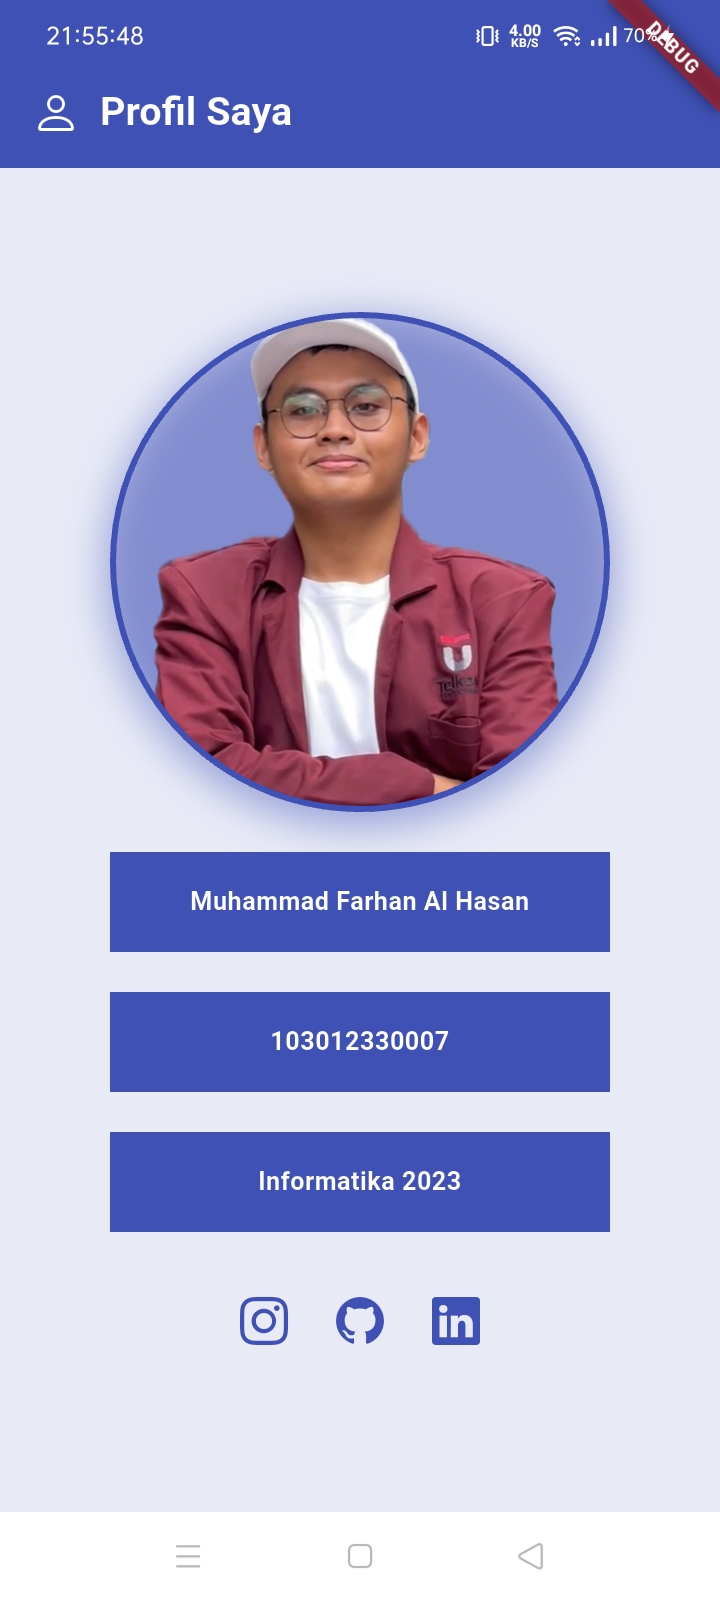 21:55:48
4.00
KB/S
70%
DEBUG
Profil Saya
Muhammad Farhan Al Hasan
103012330007
Informatika 2023
in